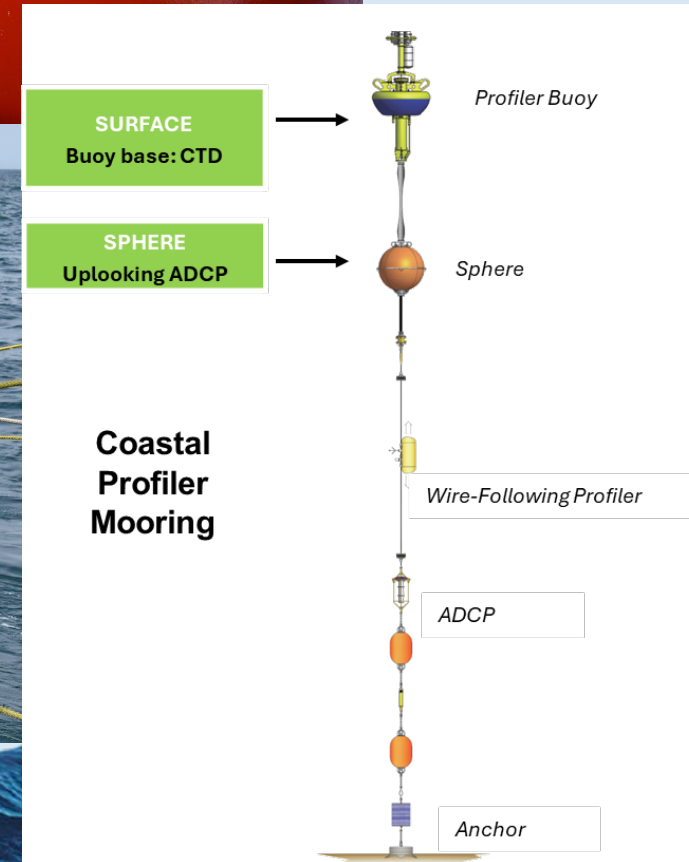 Profiler Buoy
SURFACE
Buoy base: CTD
SPHERE
Uplooking ADCP
Sphere
Coastal
Profiler
Mooring
Wire-Following Profiler
ADCP
Anchor